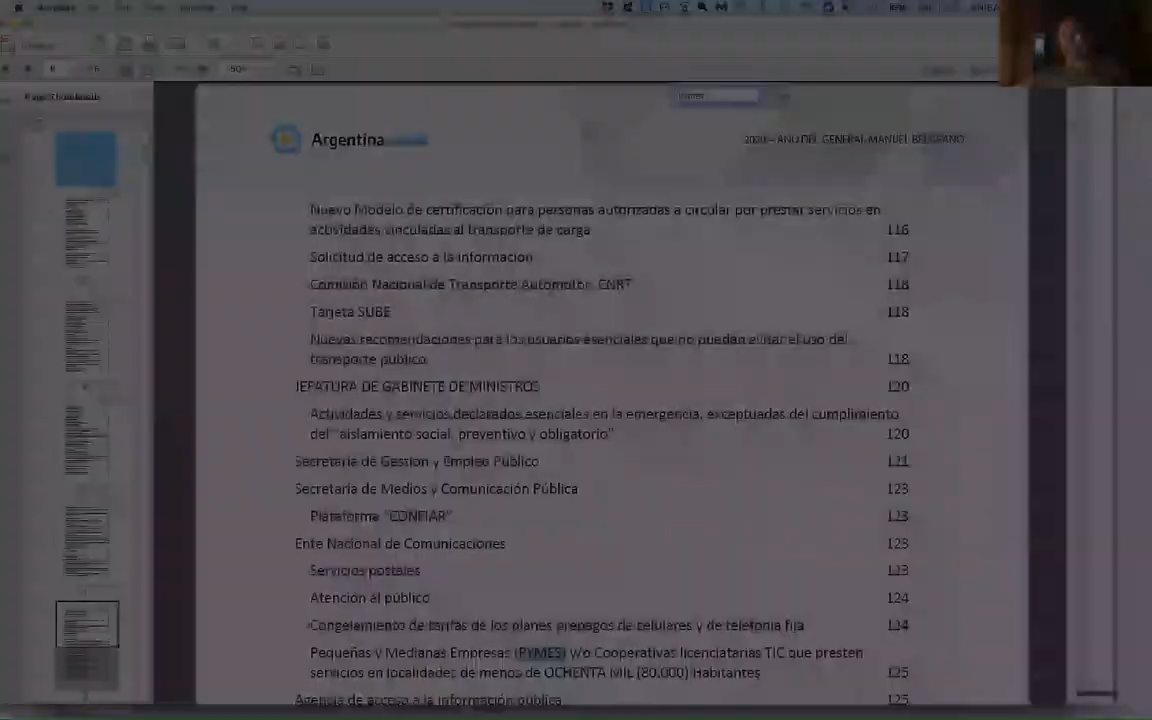 Argentina
2020 – AÑO DEL GENERAL MANUEL BELGRANO
Nuevo Modelo de certificación para personas autorizadas a circular por prestar servicios en
actividades vinculadas al transporte de carga 116
Solicitud de acceso a la información 117
Comisión Nacional de Transporte Automotor. CNRT 118
Tarjeta SUBE 118
Nuevas recomendaciones para los usuarios esenciales que no puedan evitar el uso del
transporte público 118
JEFATURA DE GABINETE DE MINISTROS 120
Actividades y servicios declarados esenciales en la emergencia, exceptuadas del cumplimiento
del "aislamiento social, preventivo y obligatorio" 120
Secretaría de Gestión y Empleo Público 121
Secretaría de Medios y Comunicación Pública 123
Plataforma "CONFIAR" 123
Ente Nacional de Comunicaciones 123
Servicios postales 123
Atención al público 124
Congelamiento de tarifas de los planes prepagos de celulares y de telefonía fija 124
Pequeñas y Medianas Empresas (PYMES) y/o Cooperativas licenciatarias TIC que presten
servicios en localidades de menos de OCHENTA MIL (80.000) Habitantes 125
Agencia de acceso a la información pública 125